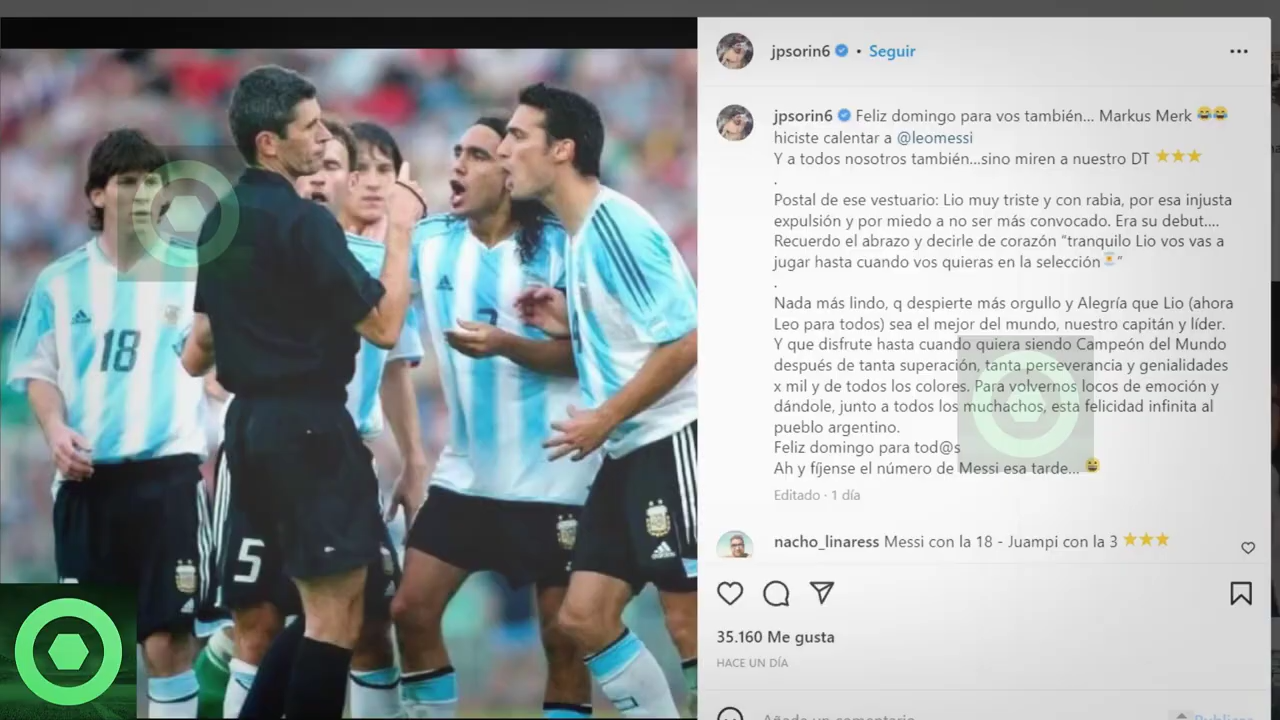 jpsorin6 • Seguir
jpsorin6 Feliz domingo para vos también... Markus Merk 😂😂
hiciste calentar a @leomessi
Y a todos nosotros también...sino miren a nuestro DT ⭐⭐⭐
.
Postal de ese vestuario: Lio muy triste y con rabia, por esa injusta
expulsión y por miedo a no ser más convocado. Era su debut....
Recuerdo el abrazo y decirle de corazón “tranquilo Lio vos vas a
jugar hasta cuando vos quieras en la selección🇦🇷”
.
Nada más lindo, q despierte más orgullo y Alegría que Lio (ahora
Leo para todos) sea el mejor del mundo, nuestro capitán y líder.
Y que disfrute hasta cuando quiera siendo Campeón del Mundo
después de tanta superación, tanta perseverancia y genialidades
x mil y de todos los colores. Para volvernos locos de emoción y
dándole, junto a todos los muchachos, esta felicidad infinita al
pueblo argentino.
Feliz domingo para tod@s
Ah y fíjense el número de Messi esa tarde... 😀
Editado · 1 día
nacho_linaress Messi con la 18 - Juampi con la 3 ⭐⭐⭐
35.160 Me gusta
HACE UN DÍA
Añade un comentario...
Publicar
18
5